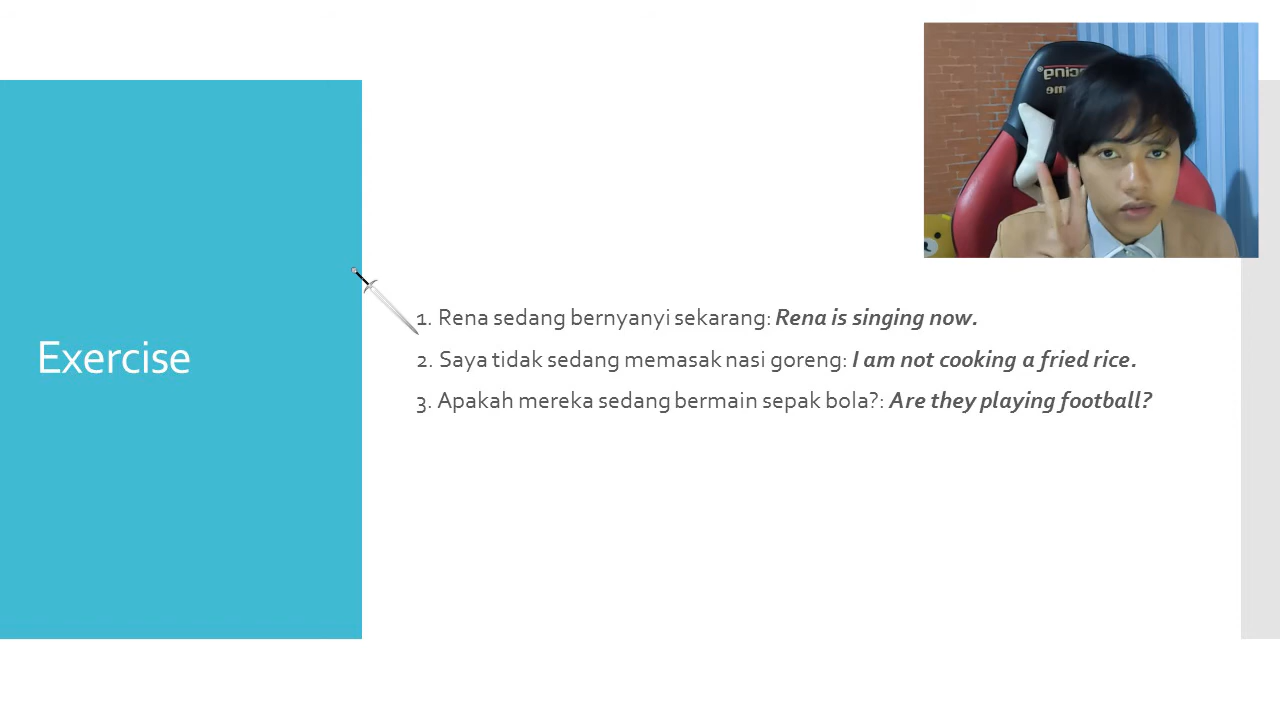 Exercise
1. Rena sedang bernyanyi sekarang: Rena is singing now.
2. Saya tidak sedang memasak nasi goreng: I am not cooking a fried rice.
3. Apakah mereka sedang bermain sepak bola?: Are they playing football?